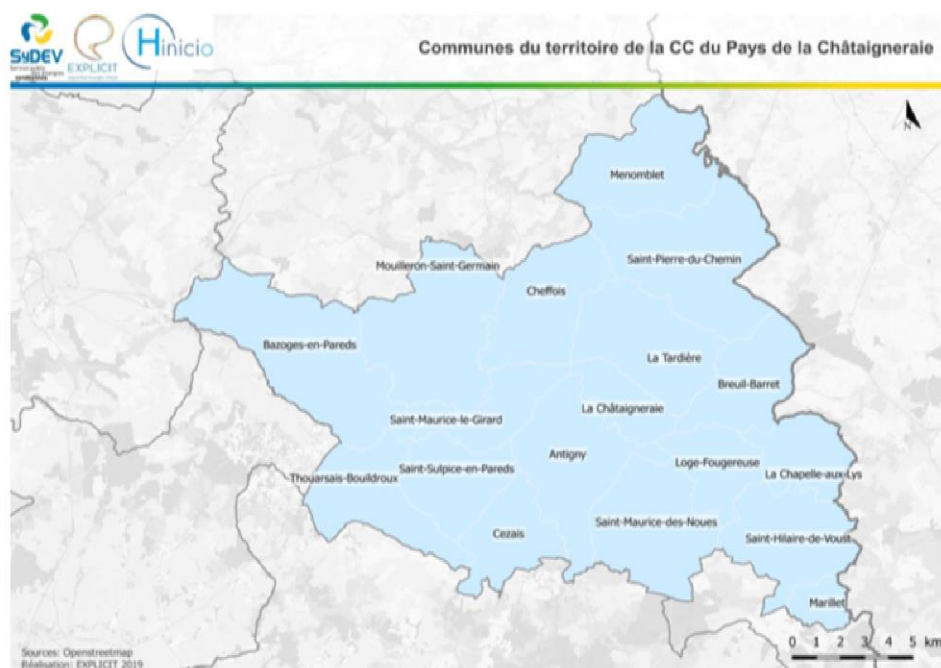 SyDEV
EXPLICIT
Hinicio
Communes du territoire de la CC du Pays de la Châtaigneraie
N
Menomblet
Saint-Pierre-du-Chemin
Mouilleron-Saint-Germain
Cheffois
Bazoges-en-Pareds
La Tardière
Breuil-Barret
La Châtaigneraie
Saint-Maurice-le-Girard
Antigny
Loge-Fougereuse
Saint-Sulpice-en-Pareds
La Chapelle-aux-Lys
Thouarsais-Bouildroux
Saint-Maurice-des-Noues
Cezais
Saint-Hilaire-de-Voust
Marillet
0 1 2 3 4 5 km
Sources: Openstreetmap
Réalisation: EXPLICIT 2019